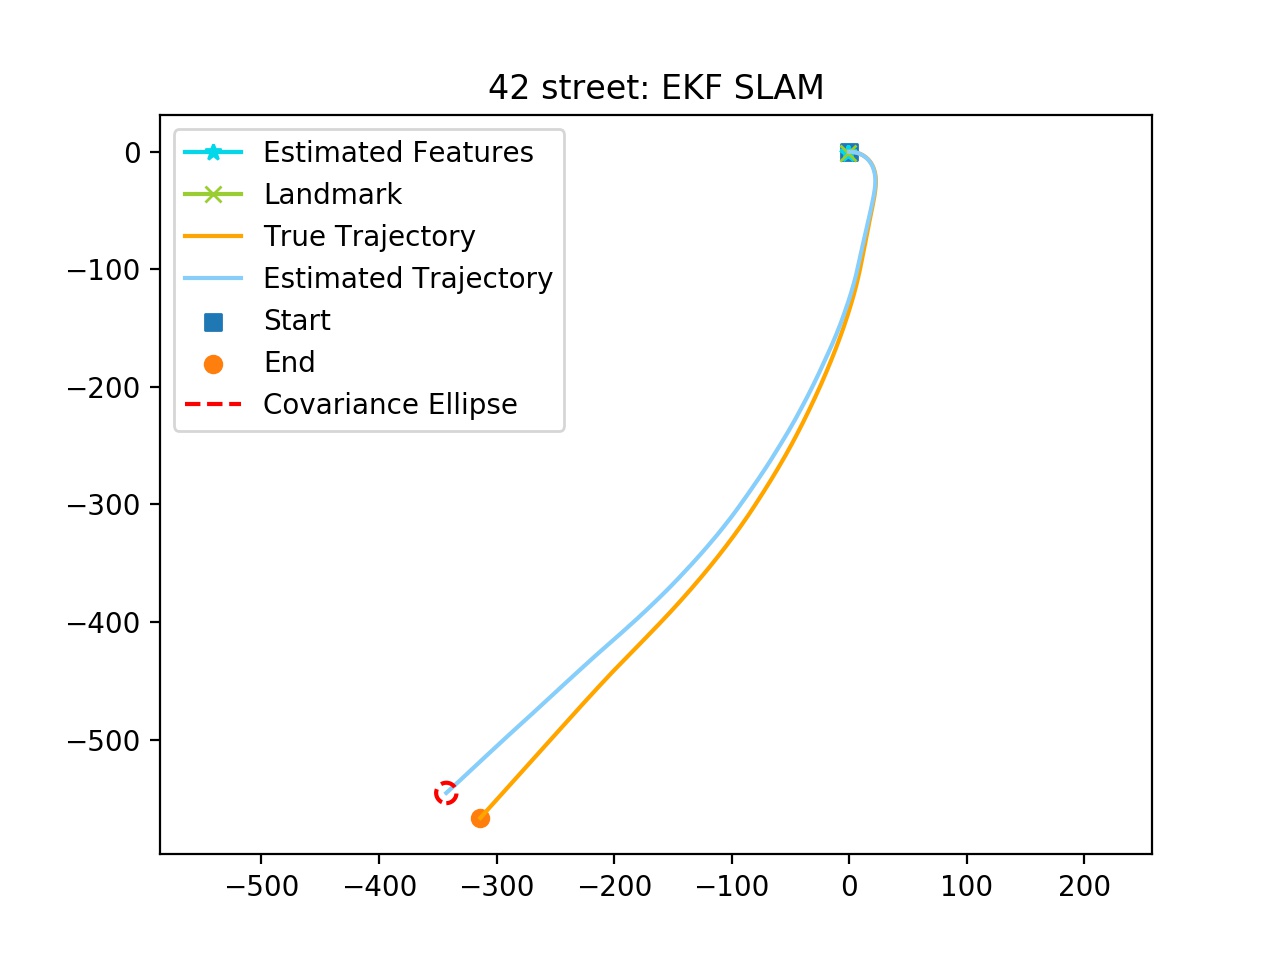 42 street: EKF SLAM
Estimated Features
Landmark
True Trajectory
Estimated Trajectory
Start
End
Covariance Ellipse
0
−100
−200
−300
−400
−500
−500 −400 −300 −200 −100 0 100 200